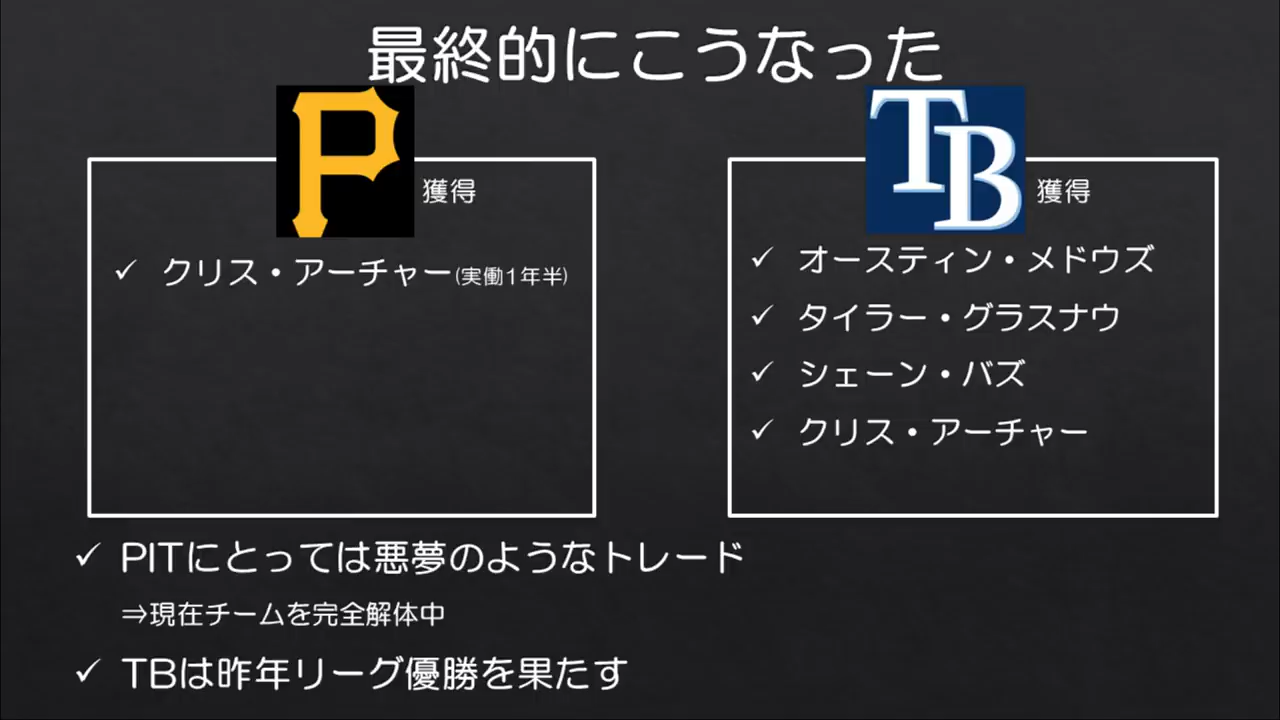 最終的にこうなった
P
獲得
✓ クリス・アーチャー(実働1年半)
TB
獲得
✓ オースティン・メドウズ
✓ タイラー・グラスナウ
✓ シェーン・バズ
✓ クリス・アーチャー
✓ PITにとっては悪夢のようなトレード
⇒現在チームを完全解体中
✓ TBは昨年リーグ優勝を果たす